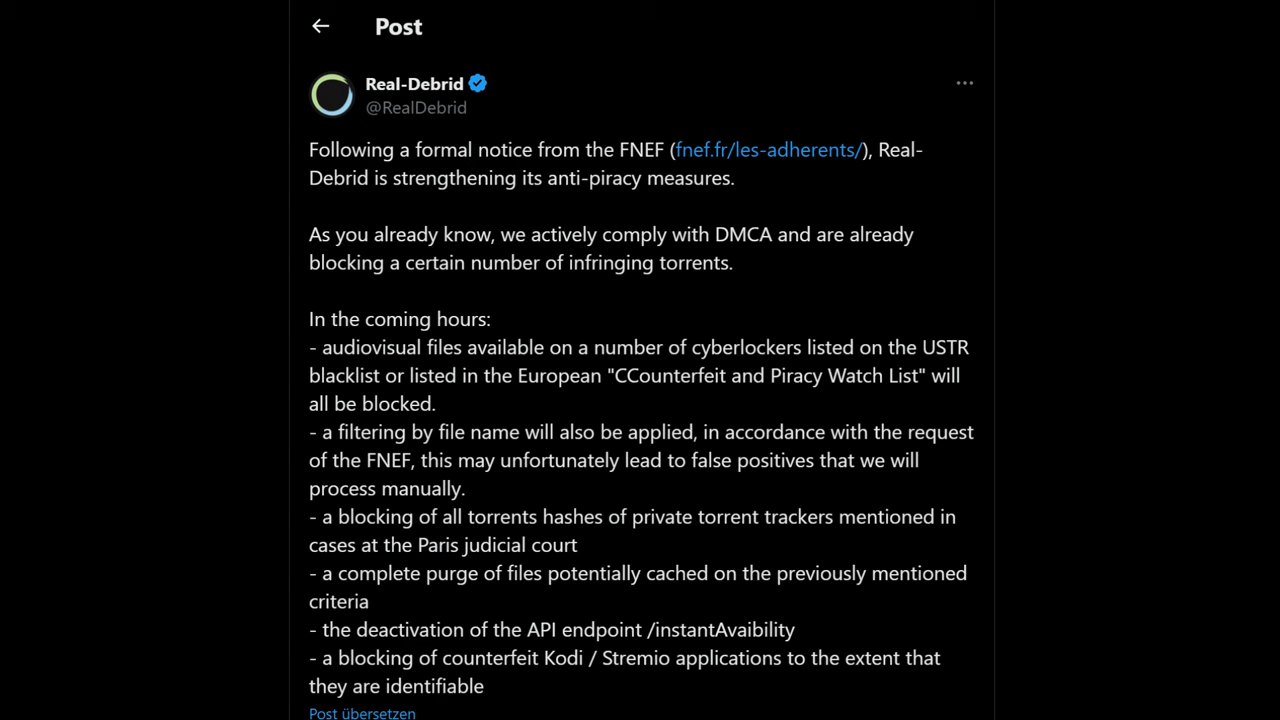 Post
Real-Debrid
@RealDebrid
Following a formal notice from the FNEF (fnef.fr/les-adherents/), Real-
Debrid is strengthening its anti-piracy measures.
As you already know, we actively comply with DMCA and are already
blocking a certain number of infringing torrents.
In the coming hours:
- audiovisual files available on a number of cyberlockers listed on the USTR
blacklist or listed in the European "CCounterfeit and Piracy Watch List" will
all be blocked.
- a filtering by file name will also be applied, in accordance with the request
of the FNEF, this may unfortunately lead to false positives that we will
process manually.
- a blocking of all torrents hashes of private torrent trackers mentioned in
cases at the Paris judicial court
- a complete purge of files potentially cached on the previously mentioned
criteria
- the deactivation of the API endpoint /instantAvaibility
- a blocking of counterfeit Kodi / Stremio applications to the extent that
they are identifiable
Post übersetzen